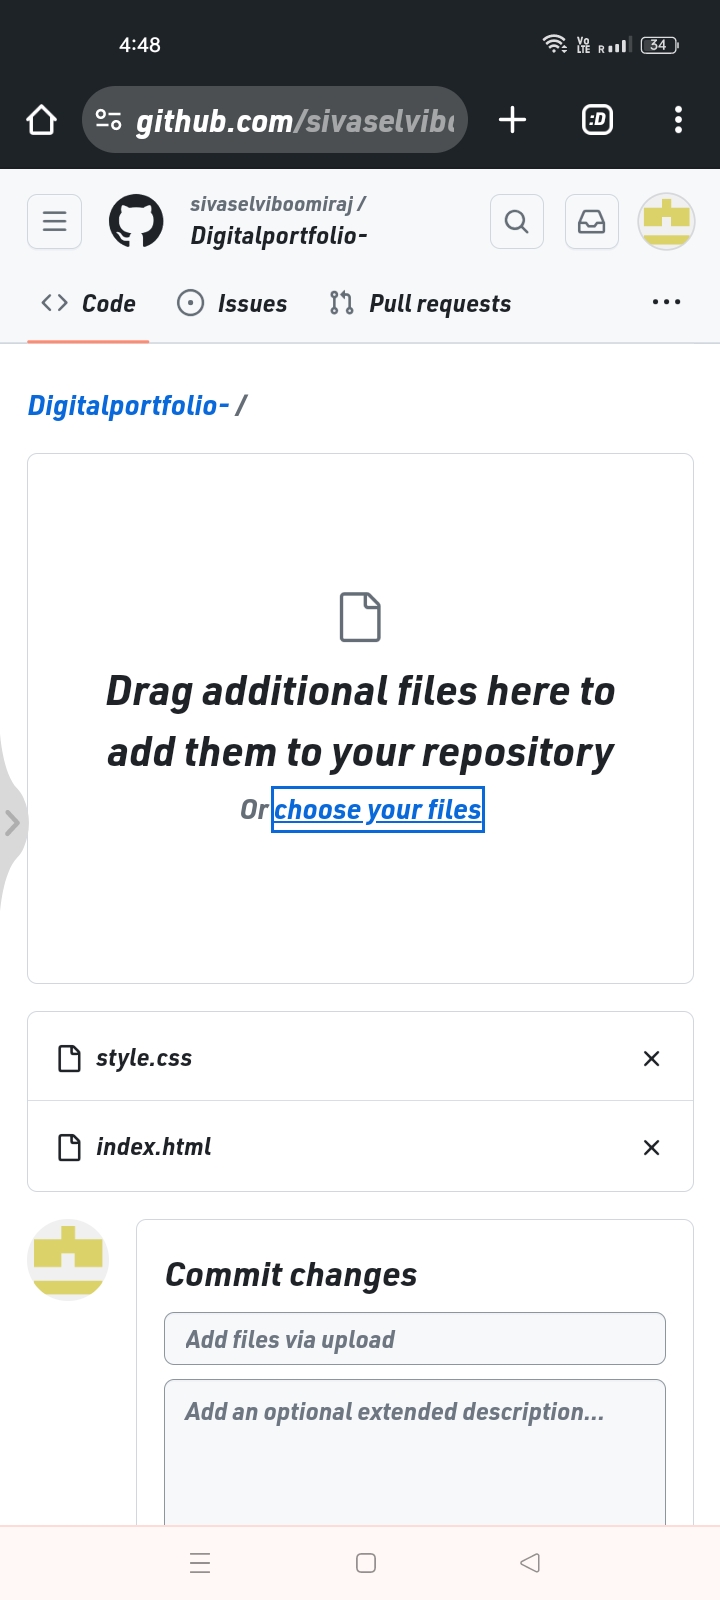 4:48
Vo
LTE
R
34
github.com/sivaselvib
:D
sivaselviboomiraj /
Digitalportfolio-
Code
Issues
Pull requests
Digitalportfolio- /
Drag additional files here to
add them to your repository
Or choose your files
style.css
index.html
Commit changes
Add files via upload
Add an optional extended description...